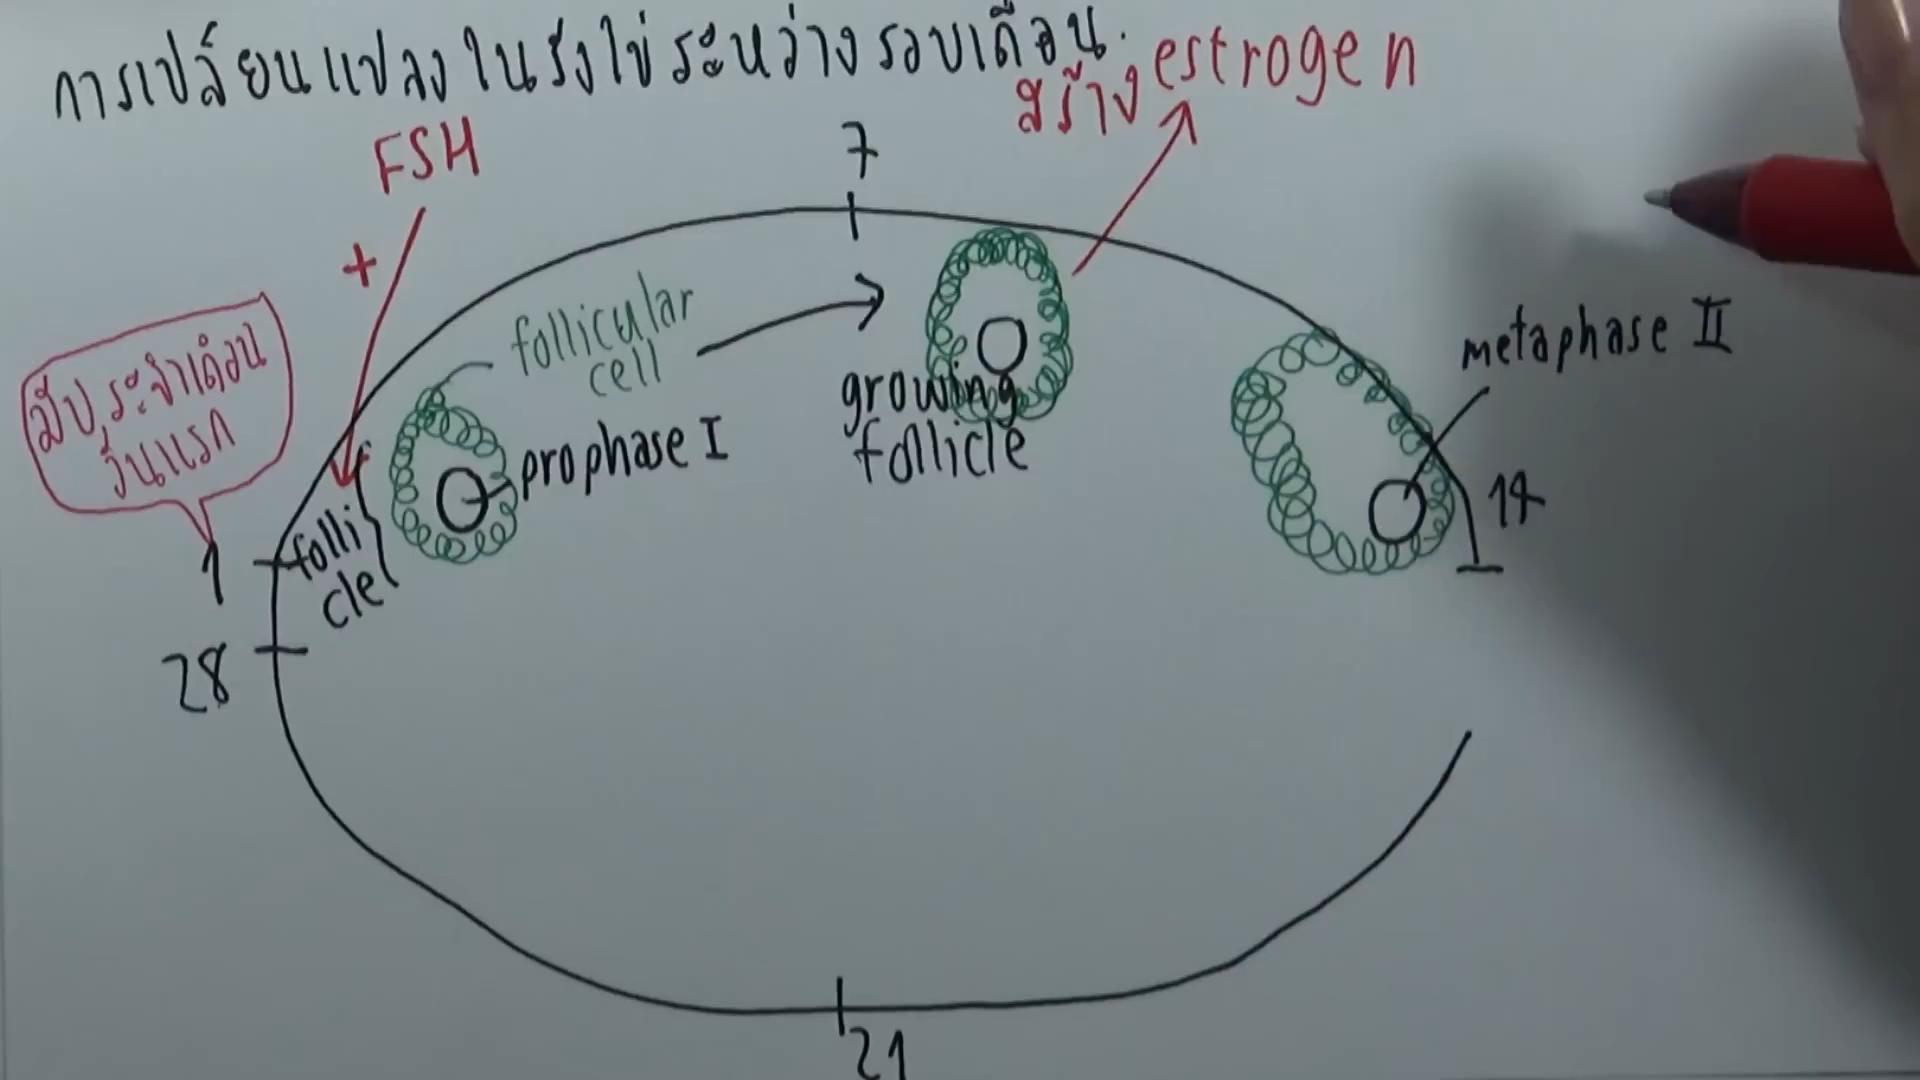 การเปลี่ยนแปลงในรังไข่ระหว่างรอบเดือน.
สร้าง estrogen
FSH
7
+
follicular
cell
metaphase II
มีประจำเดือน
วันแรก
prophase I
growing
follicle
14
1
folli
cle
28
21